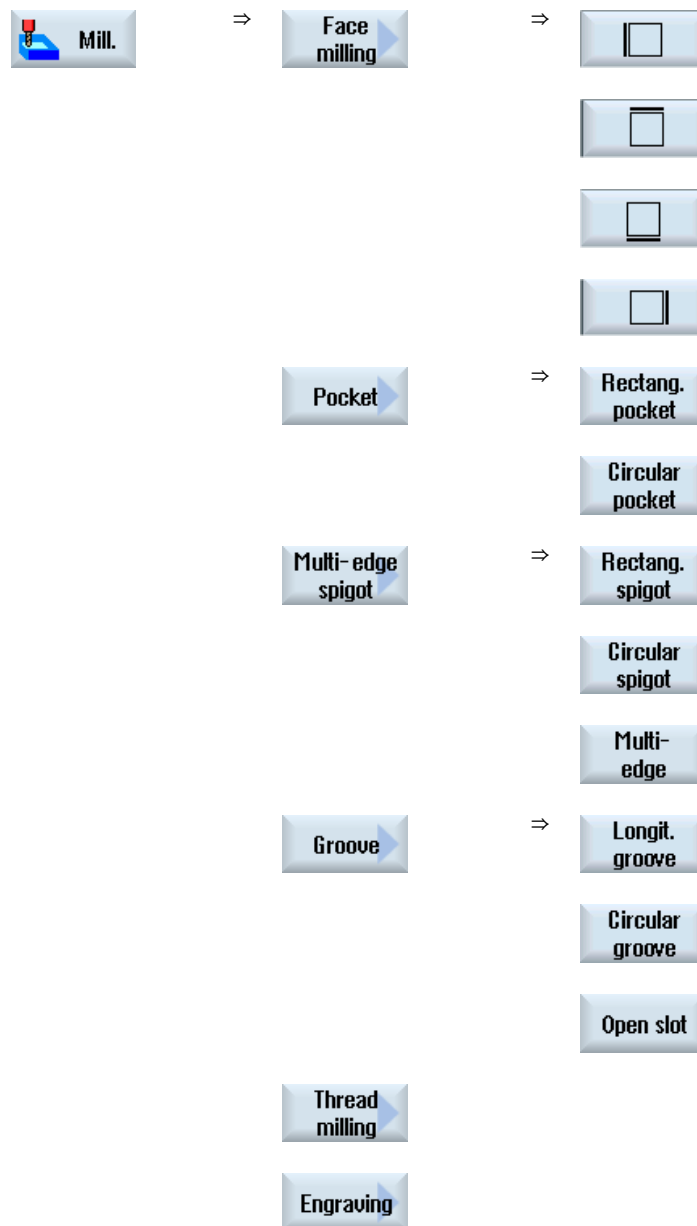 Mill.
⇒
Face
milling
⇒
Pocket
⇒
Rectang.
pocket
Circular
pocket
Multi-edge
spigot
⇒
Rectang.
spigot
Circular
spigot
Multi-
edge
Groove
⇒
Longit.
groove
Circular
groove
Open slot
Thread
milling
Engraving